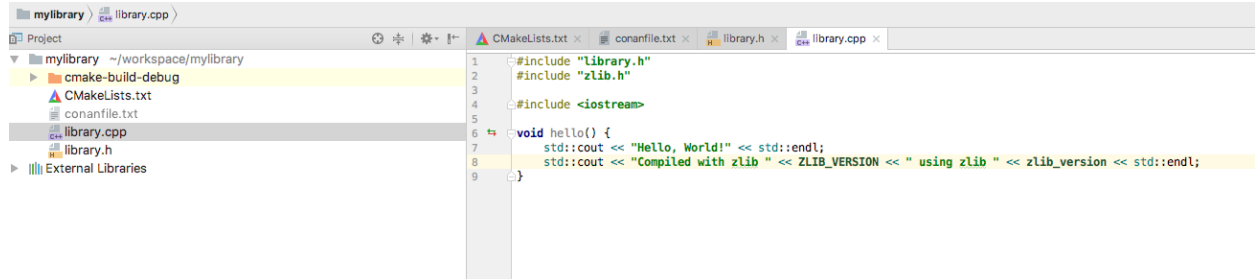 mylibrary library.cpp
Project
CMakeLists.txt conanfile.txt library.h library.cpp
mylibrary ~/workspace/mylibrary
cmake-build-debug
CMakeLists.txt
conanfile.txt
library.cpp
library.h
External Libraries
1 #include "library.h"
2 #include "zlib.h"
3
4 #include <iostream>
5
6 void hello() {
7 std::cout << "Hello, World!" << std::endl;
8 std::cout << "Compiled with zlib " << ZLIB_VERSION << " using zlib " << zlib_version << std::endl;
9 }